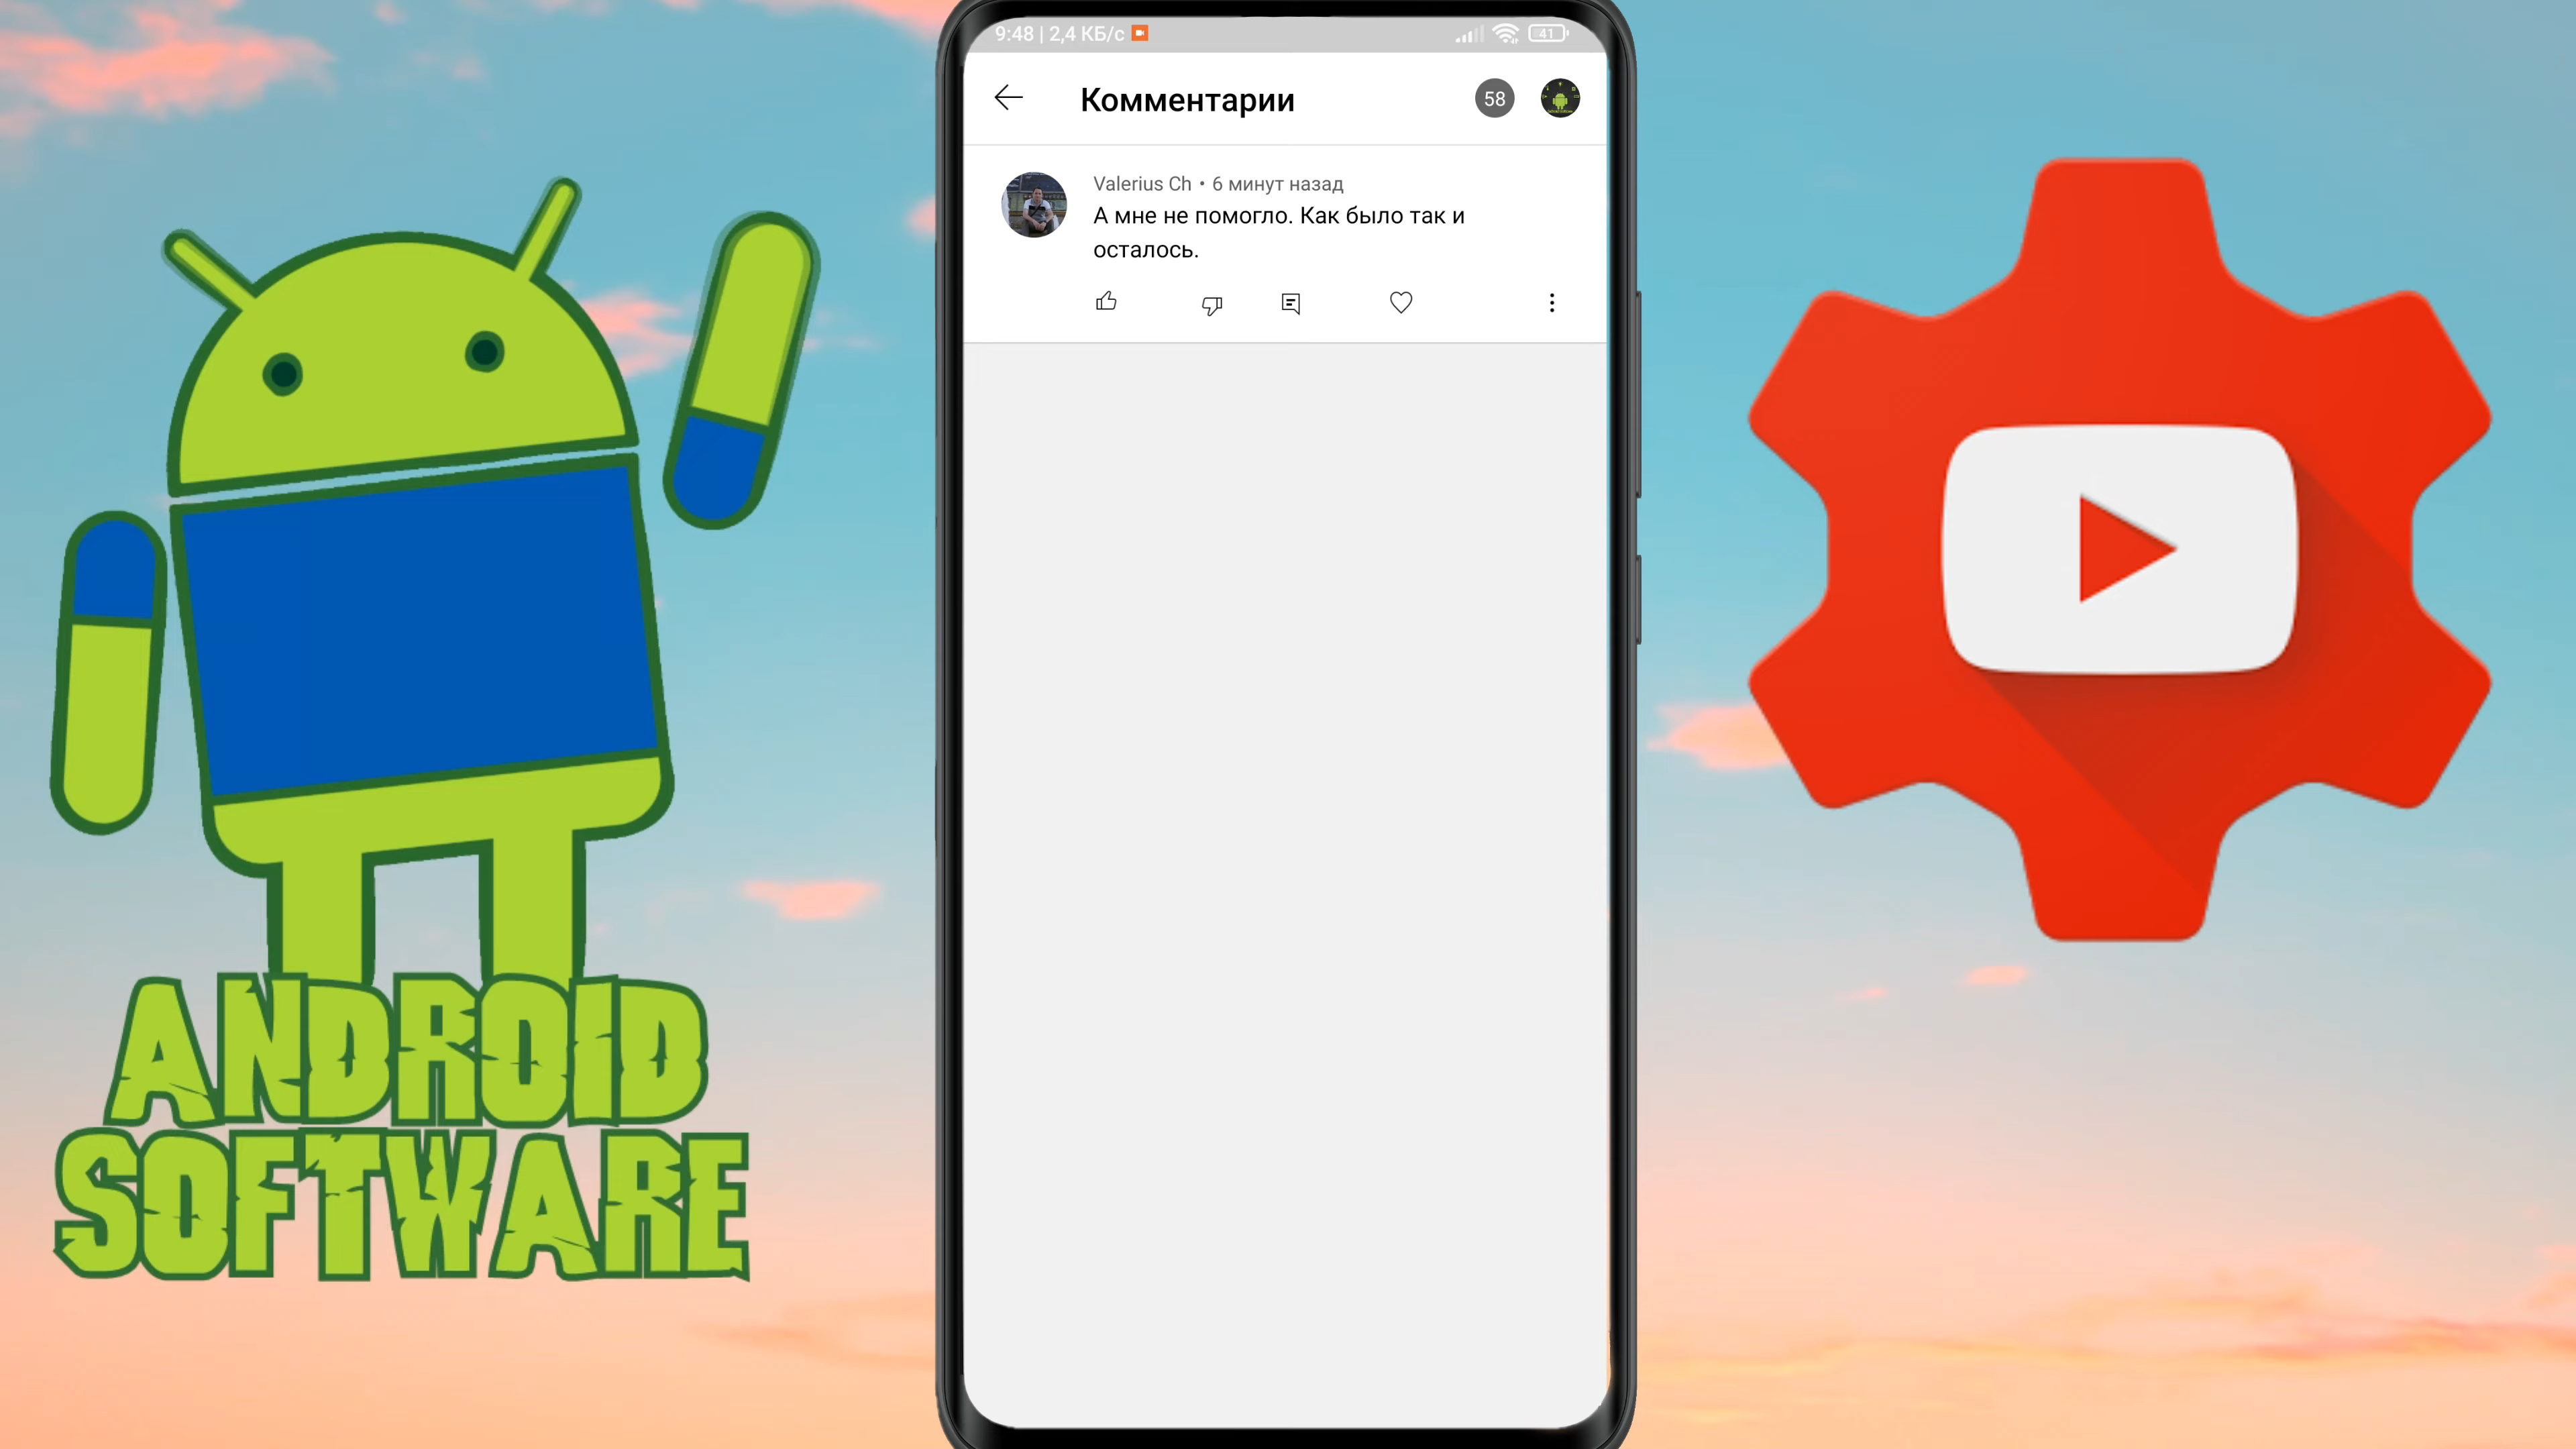 9:48 | 2,4 КБ/с
41
Комментарии
58
Valerius Ch • 6 минут назад
А мне не помогло. Как было так и
осталось.
ANDROID
SOFTWARE